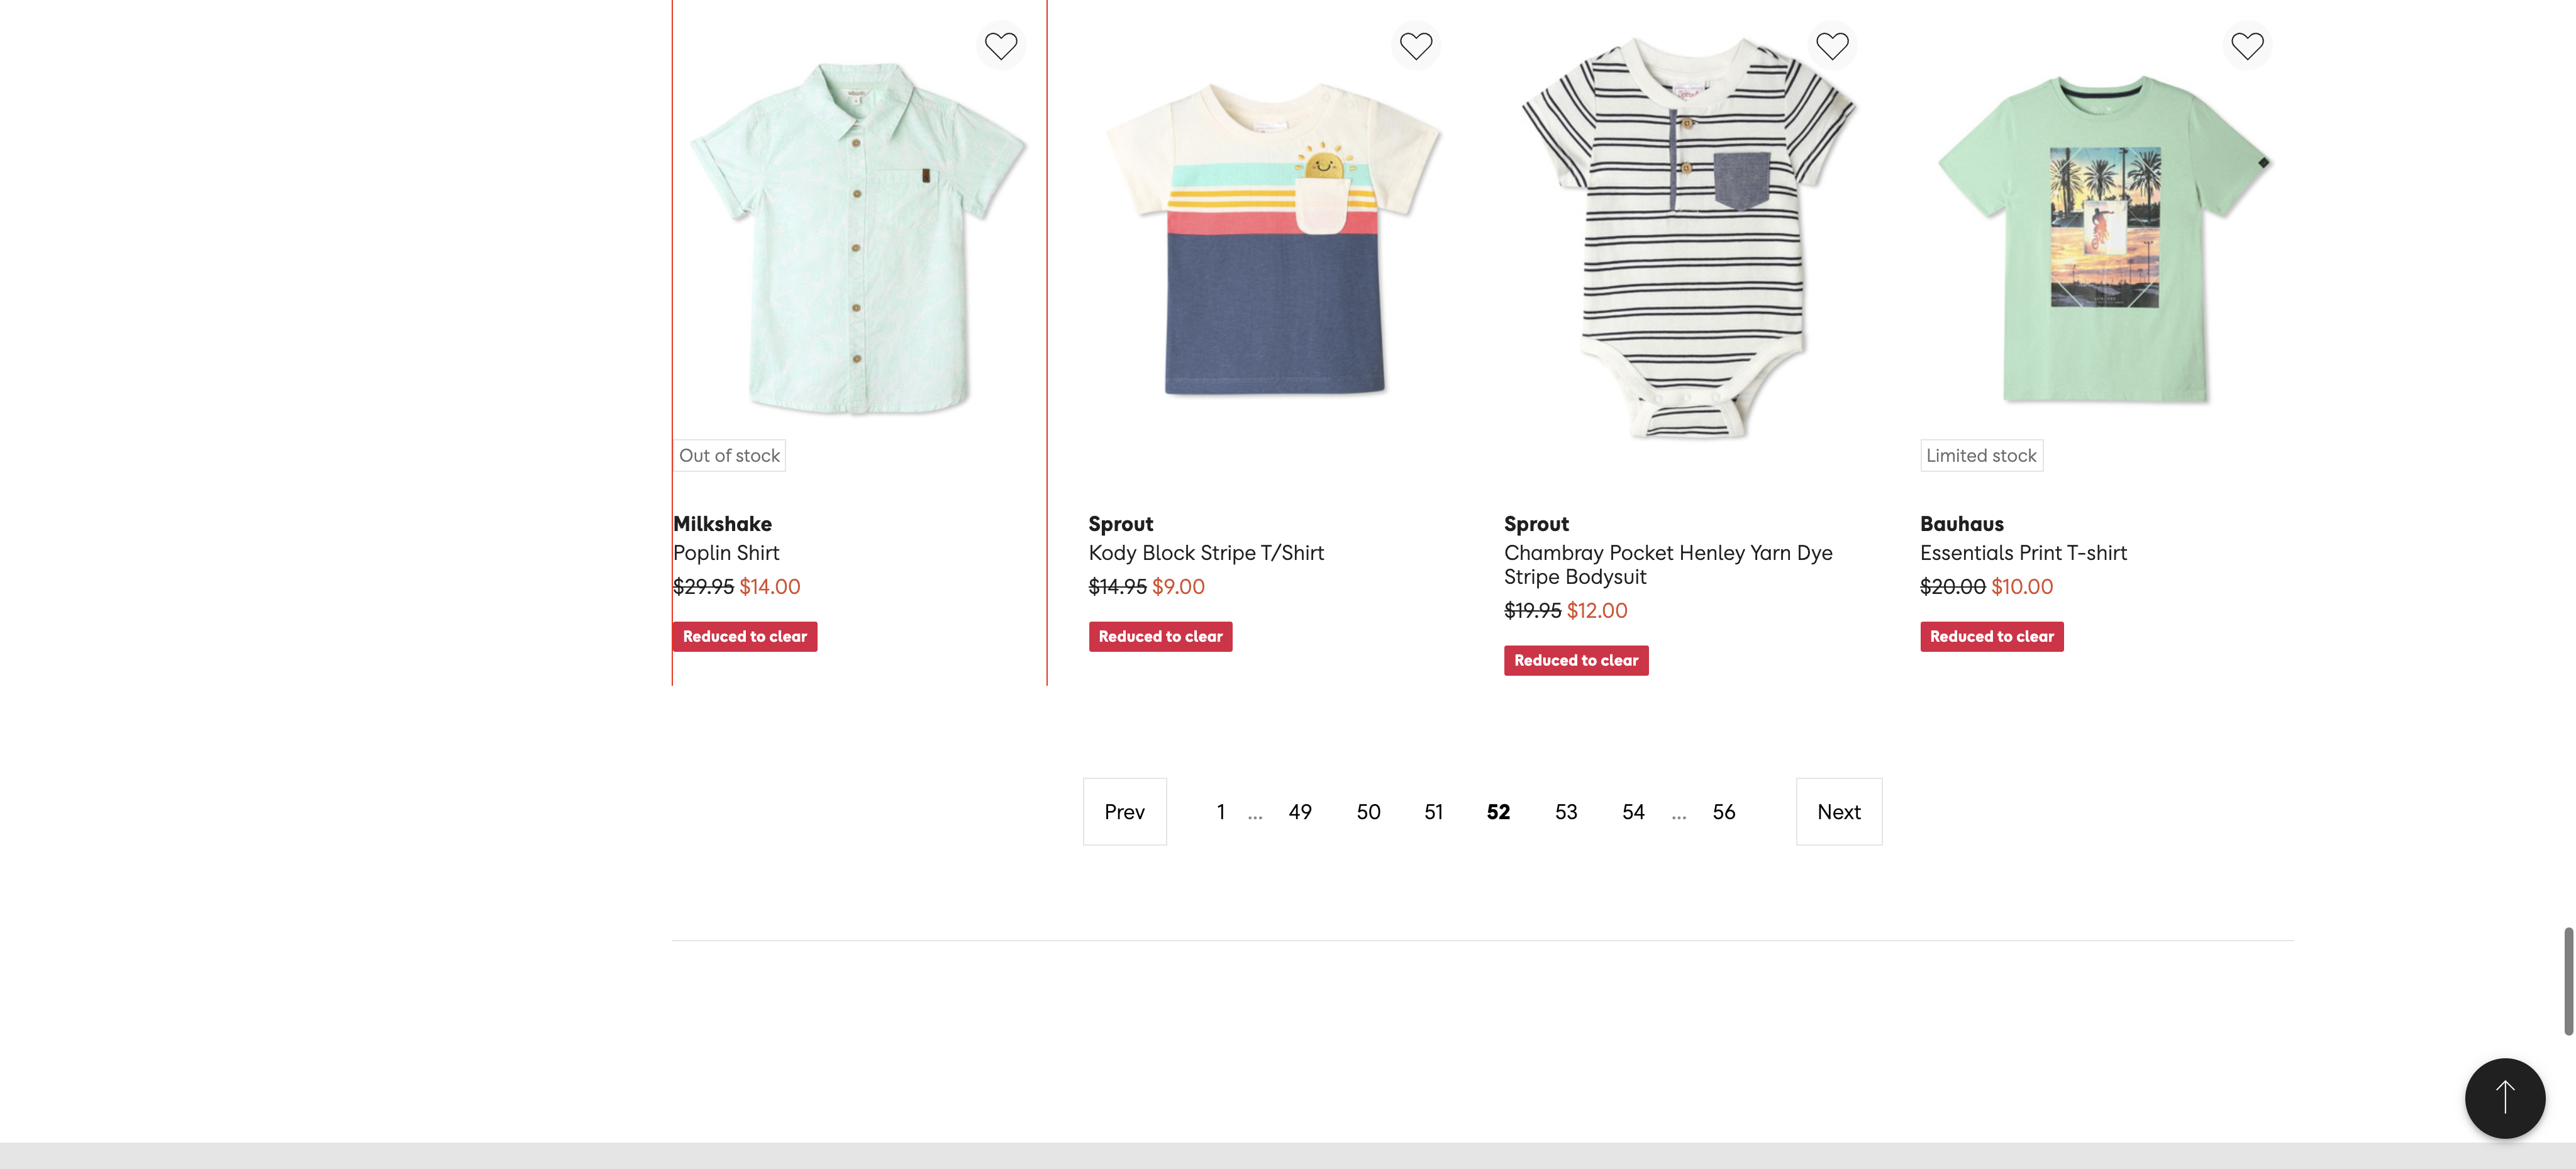 Out of stock
Limited stock
Milkshake
Poplin Shirt
$29.95 $14.00
Reduced to clear
Sprout
Kody Block Stripe T/Shirt
$14.95 $9.00
Reduced to clear
Sprout
Chambray Pocket Henley Yarn Dye
Stripe Bodysuit
$19.95 $12.00
Reduced to clear
Bauhaus
Essentials Print T-shirt
$20.00 $10.00
Reduced to clear
Prev 1 ... 49 50 51 52 53 54 ... 56 Next